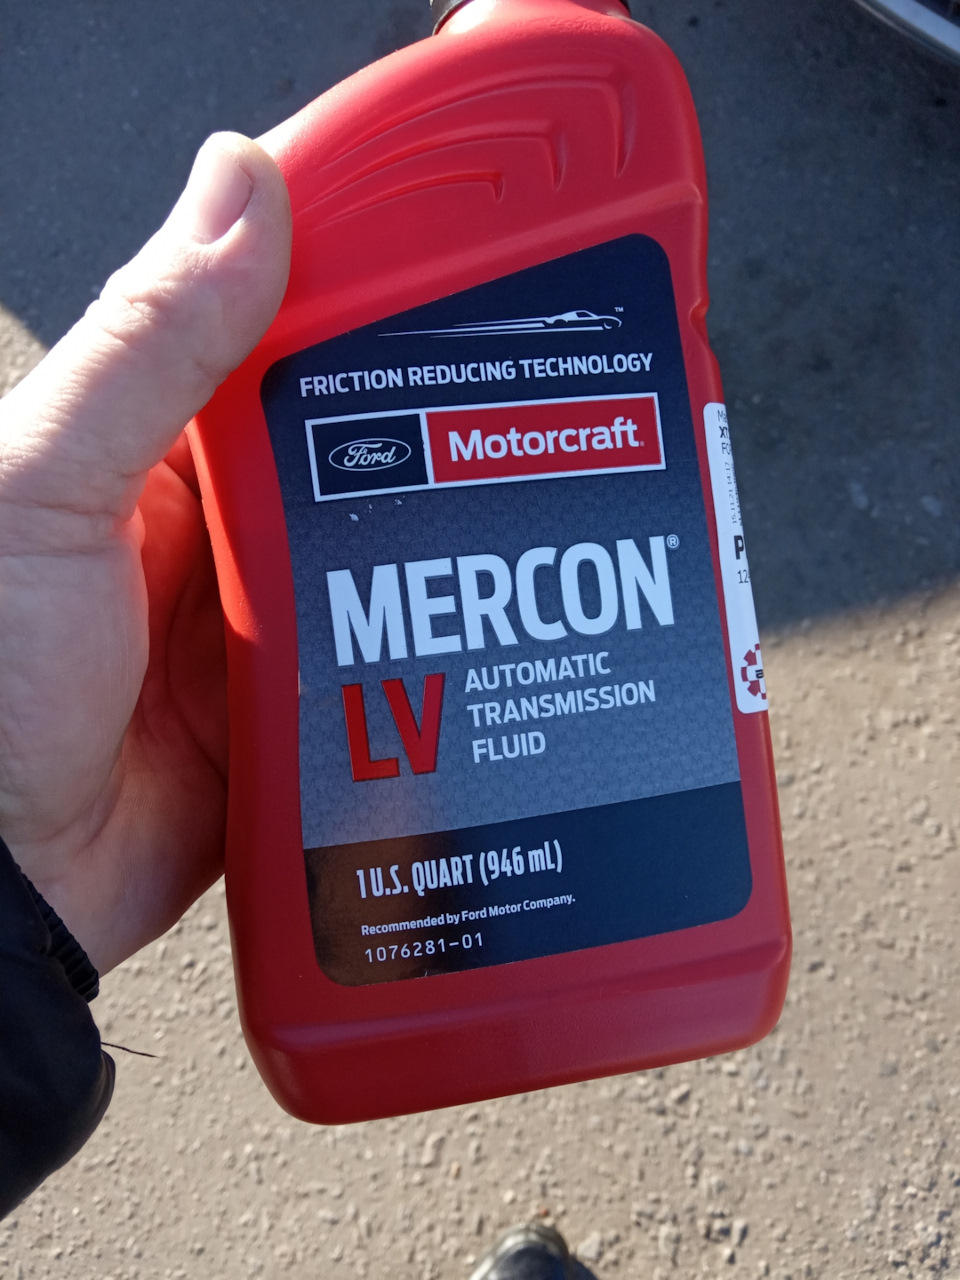 ™
FRICTION REDUCING TECHNOLOGY
Ford
Motorcraft®
MERCON®
LV
AUTOMATIC
TRANSMISSION
FLUID
1 U.S. QUART (946 mL)
Recommended by Ford Motor Company.
1076281-01